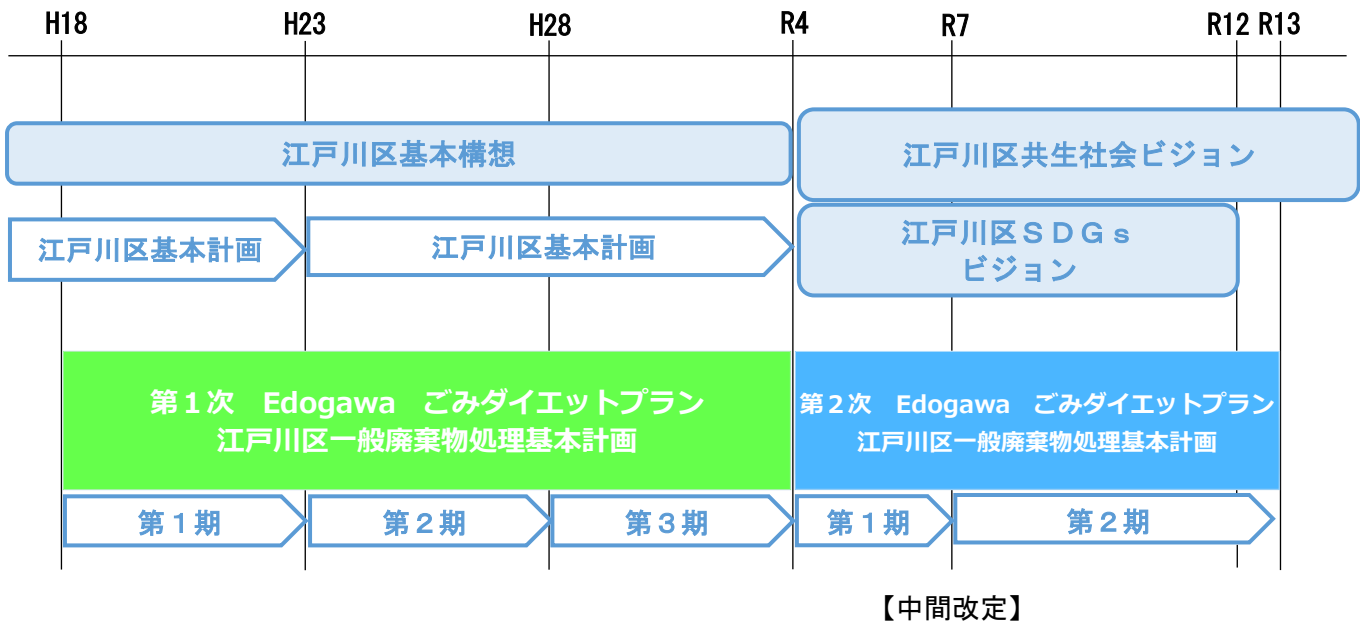 H18 H23 H28 R4 R7 R12 R13
江戸川区基本構想 江戸川区共生社会ビジョン
江戸川区基本計画 江戸川区基本計画 江戸川区ＳＤＧｓ
ビジョン
第１次　Edogawa　ごみダイエットプラン
江戸川区一般廃棄物処理基本計画
第２次　Edogawa　ごみダイエットプラン
江戸川区一般廃棄物処理基本計画
第１期 第２期 第３期 第１期 第２期
【中間改定】